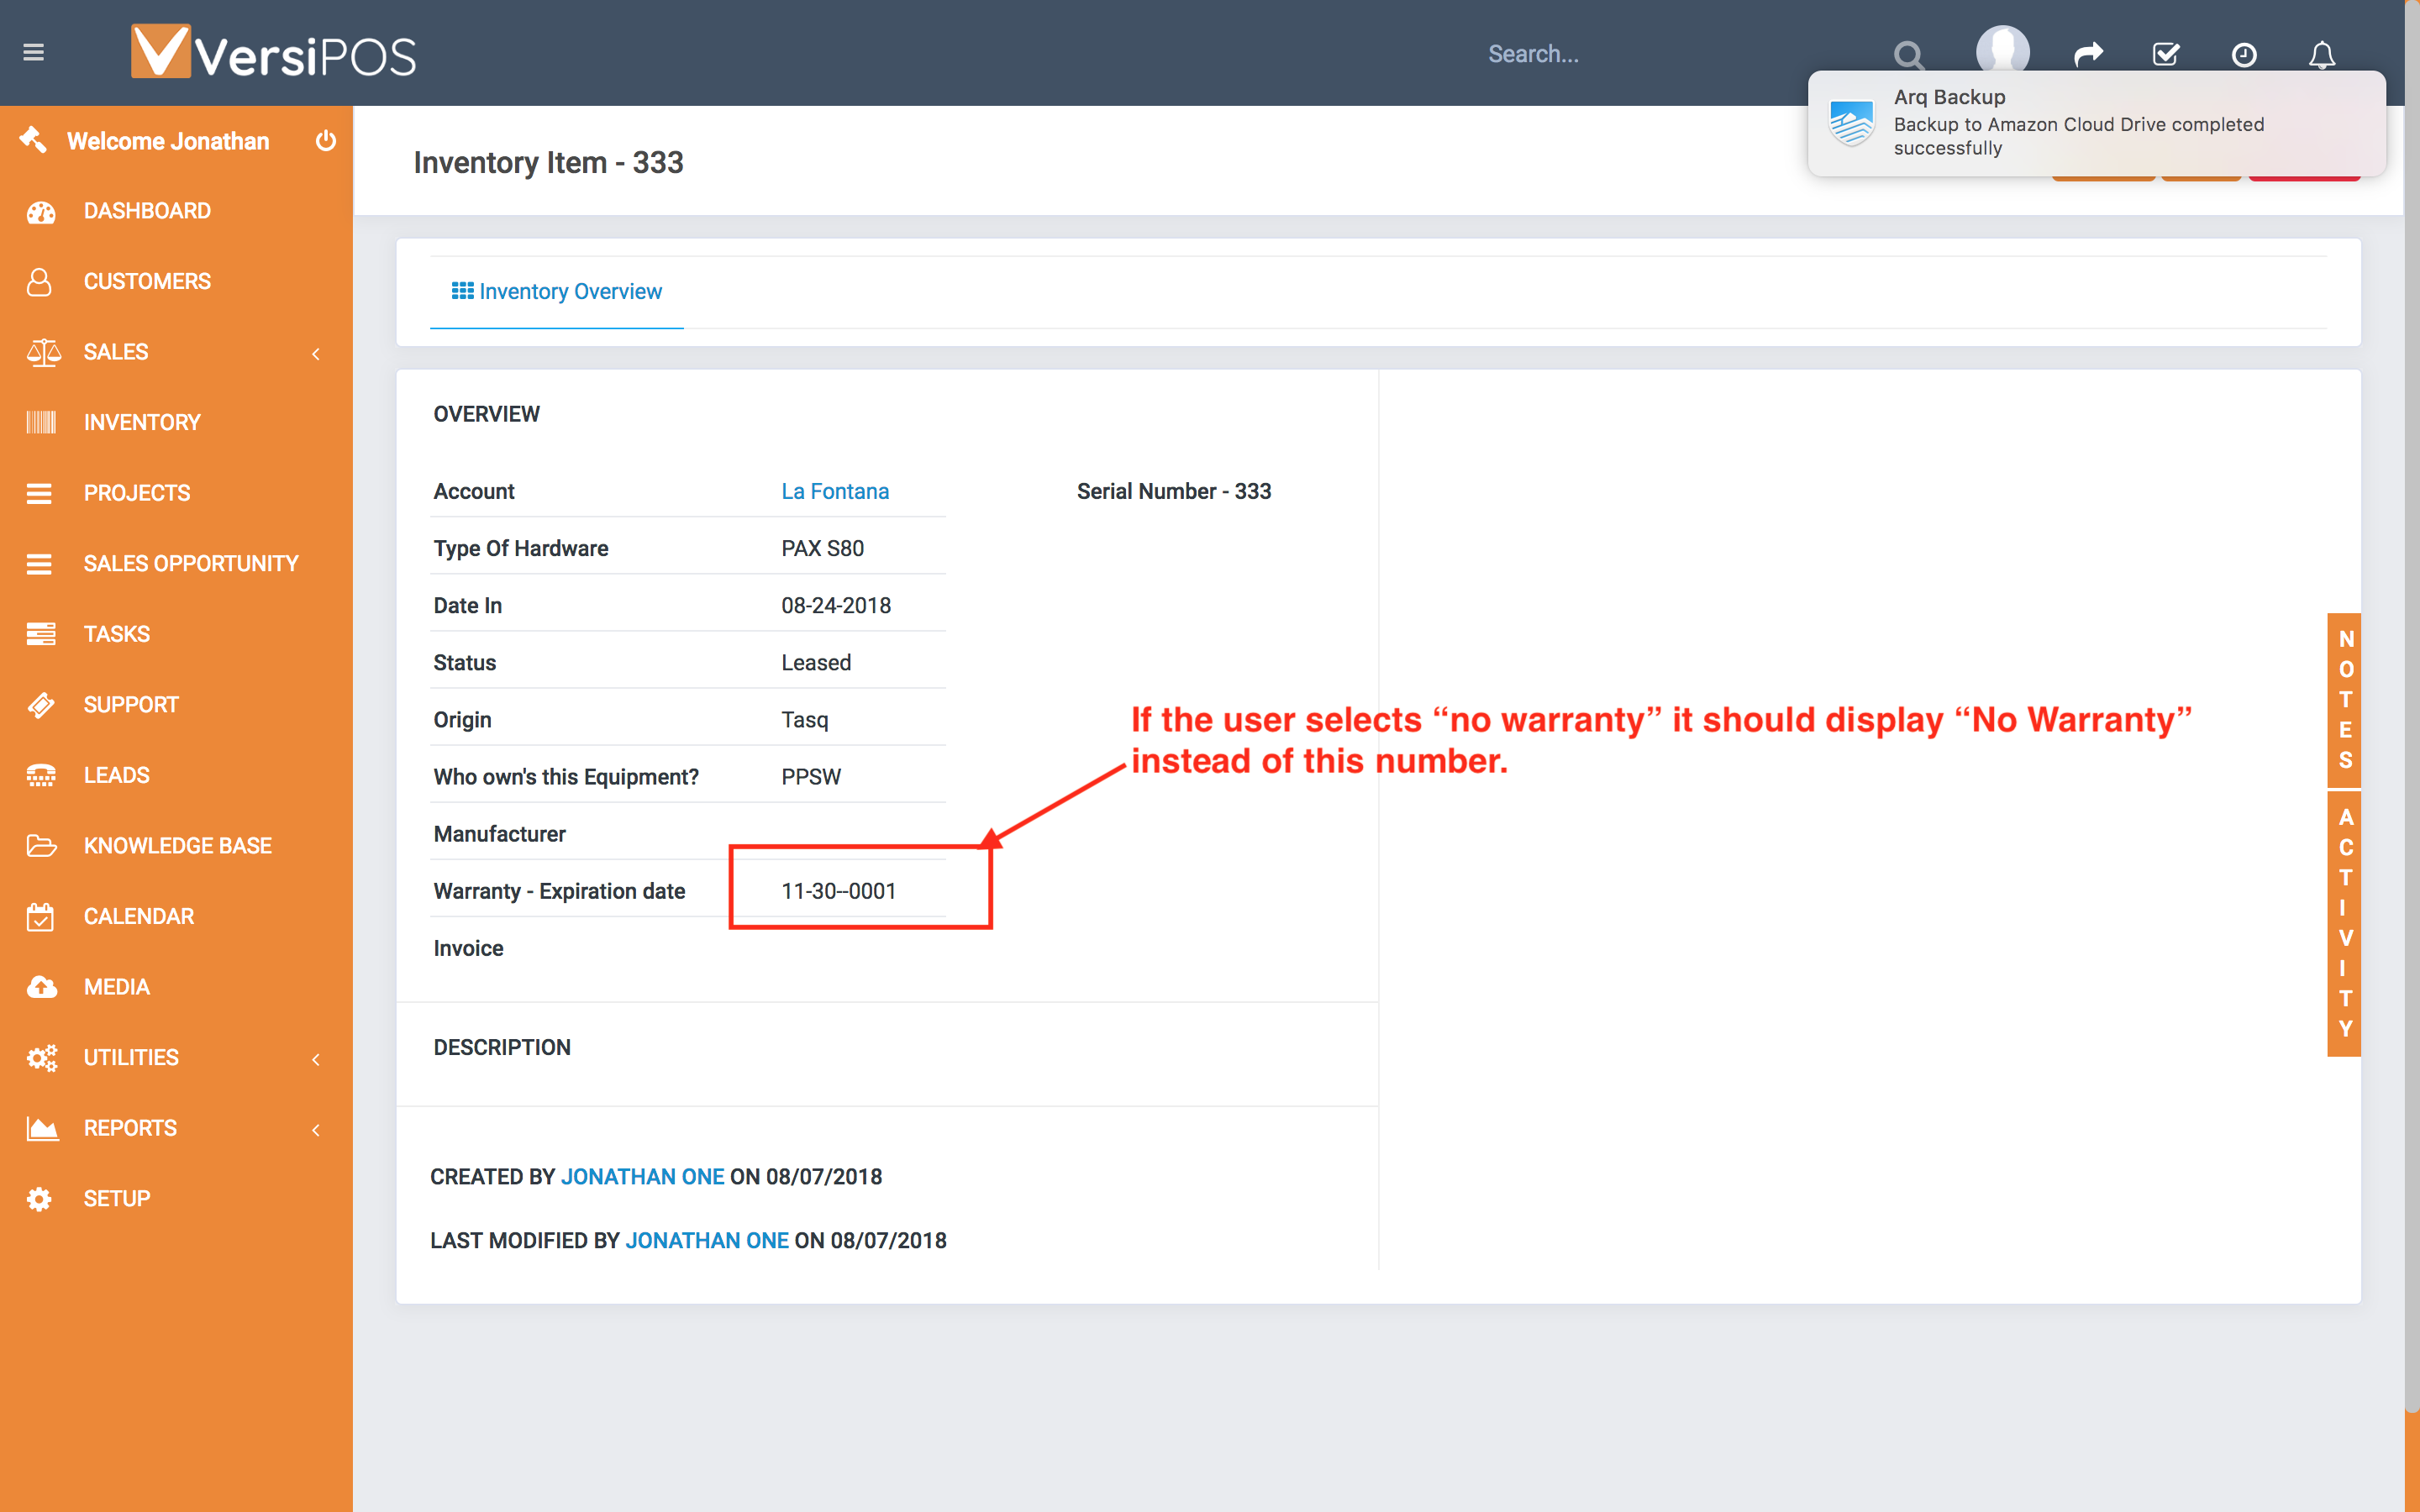 VersiPOS
Search...
Arq Backup
Backup to Amazon Cloud Drive completed
successfully
Welcome Jonathan
DASHBOARD
CUSTOMERS
SALES
INVENTORY
PROJECTS
SALES OPPORTUNITY
TASKS
SUPPORT
LEADS
KNOWLEDGE BASE
CALENDAR
MEDIA
UTILITIES
REPORTS
SETUP
Inventory Item - 333
Inventory Overview
OVERVIEW
Account La Fontana Serial Number - 333
Type Of Hardware PAX S80
Date In 08-24-2018
Status Leased
Origin Tasq
Who own's this Equipment? PPSW
Manufacturer
Warranty - Expiration date 11-30--0001
Invoice
If the user selects “no warranty” it should display “No Warranty”
instead of this number.
DESCRIPTION
CREATED BY JONATHAN ONE ON 08/07/2018
LAST MODIFIED BY JONATHAN ONE ON 08/07/2018
NOTES
ACTIVITY